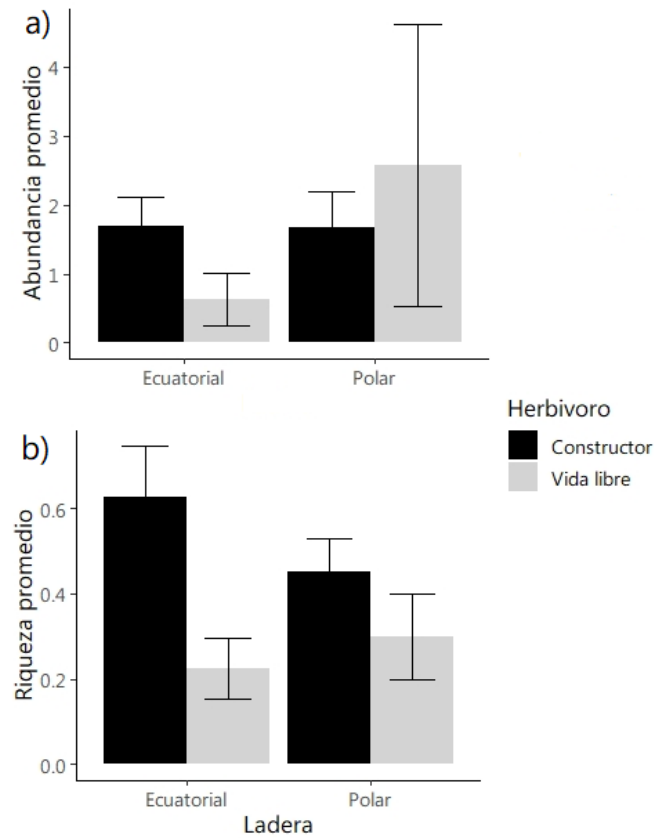 a)
Abundancia promedio
4
3
2
1
0
Ecuatorial
Polar
b)
Riqueza promedio
0.6
0.4
0.2
0.0
Ecuatorial
Polar
Ladera
Herbivoro
Constructor
Vida libre